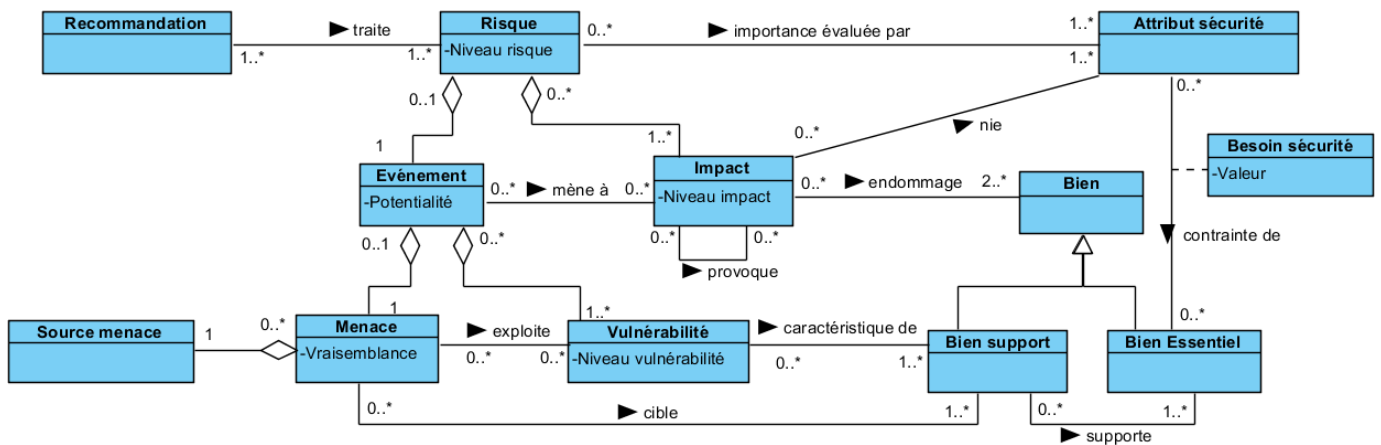 Recommandation
Risque
-Niveau risque
Attribut sécurité
traite
1..*
1..*
0..*
importance évaluée par
1..*
1..*
0..*
0..1
0..*
1
1..*
0..*
nie
Besoin sécurité
-Valeur
Evénement
-Potentialité
0..*
mène à
0..*
Impact
-Niveau impact
0..*
endommage
2..*
Bien
0..1
0..*
0..*
0..*
provoque
contrainte de
1
1..*
0..*
Source menace
1
0..*
Menace
-Vraisemblance
exploite
0..*
0..*
Vulnérabilité
-Niveau vulnérabilité
caractéristique de
0..*
1..*
Bien support
Bien Essentiel
0..*
cible
1..*
0..*
supporte
1..*